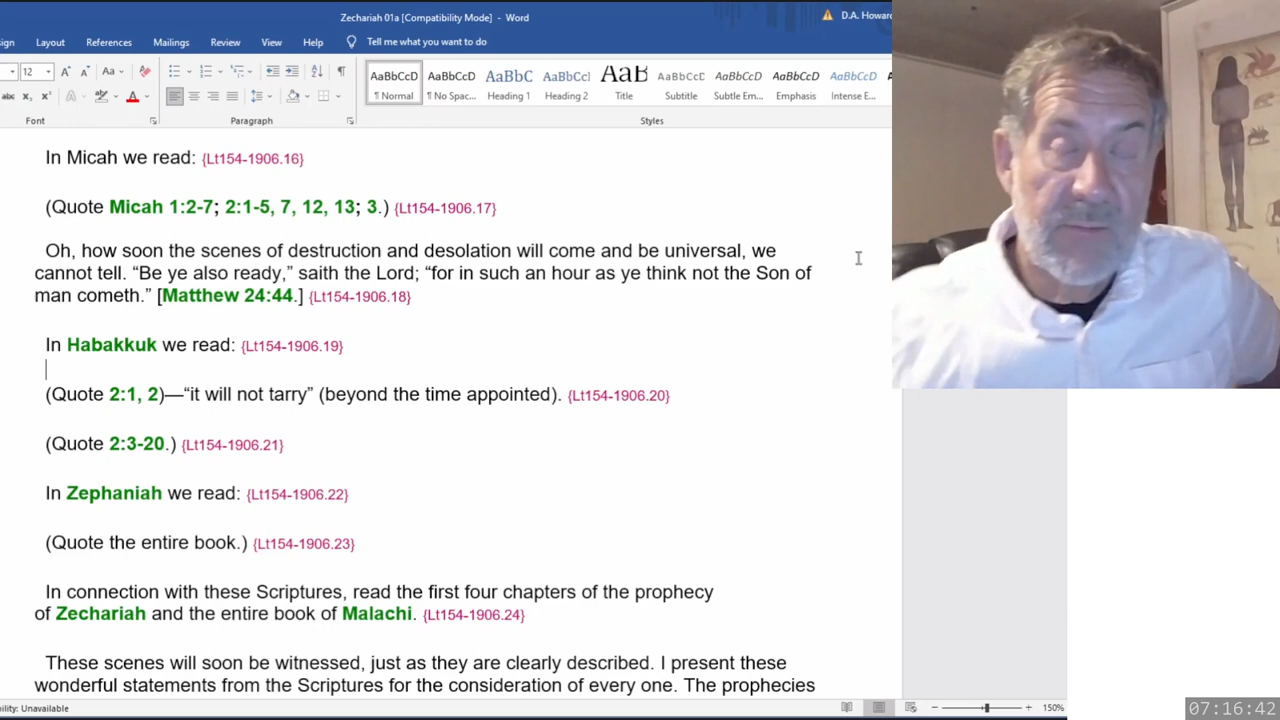 Zechariah 01a [Compatibility Mode] - Word
D.A. Howard
ign Layout References Mailings Review View Help Tell me what you want to do
12 Aa
AaBbCcD AaBbCcD AaBbC AaBbCc AaB AaBbCcD AaBbCcD AaBbCcD AaBbCcD
¶ Normal ¶ No Spac... Heading 1 Heading 2 Title Subtitle Subtle Em... Emphasis Intense E...
Font Paragraph Styles
In Micah we read: {Lt154-1906.16}
(Quote Micah 1:2-7; 2:1-5, 7, 12, 13; 3.) {Lt154-1906.17}
Oh, how soon the scenes of destruction and desolation will come and be universal, we
cannot tell. “Be ye also ready,” saith the Lord; “for in such an hour as ye think not the Son of
man cometh.” [Matthew 24:44.] {Lt154-1906.18}
In Habakkuk we read: {Lt154-1906.19}
(Quote 2:1, 2)—“it will not tarry” (beyond the time appointed). {Lt154-1906.20}
(Quote 2:3-20.) {Lt154-1906.21}
In Zephaniah we read: {Lt154-1906.22}
(Quote the entire book.) {Lt154-1906.23}
In connection with these Scriptures, read the first four chapters of the prophecy
of Zechariah and the entire book of Malachi. {Lt154-1906.24}
These scenes will soon be witnessed, just as they are clearly described. I present these
wonderful statements from the Scriptures for the consideration of every one. The prophecies
bility: Unavailable
150%
07:16:42